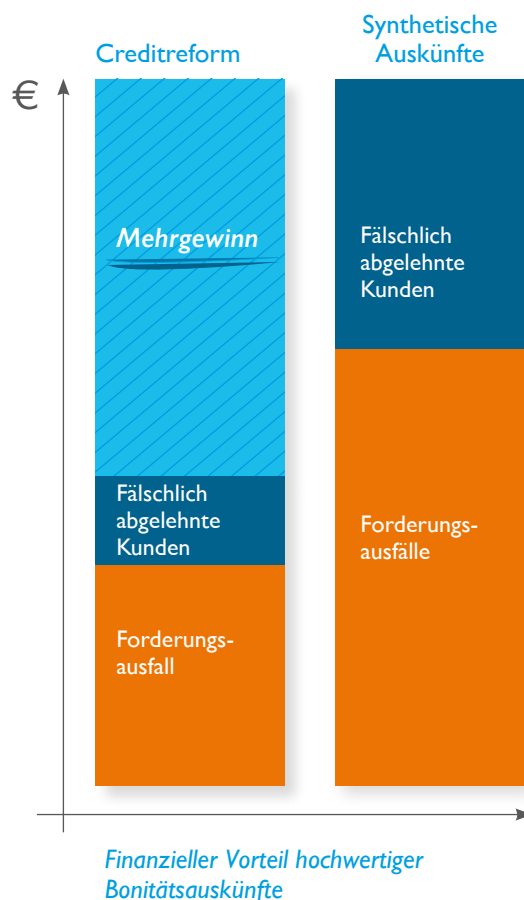 Creditreform
Synthetische
Auskünfte
€
Mehrgewinn
Fälschlich
abgelehnte
Kunden
Forderungs-
ausfall
Fälschlich
abgelehnte
Kunden
Forderungs-
ausfälle
Finanzieller Vorteil hochwertiger
Bonitätsauskünfte